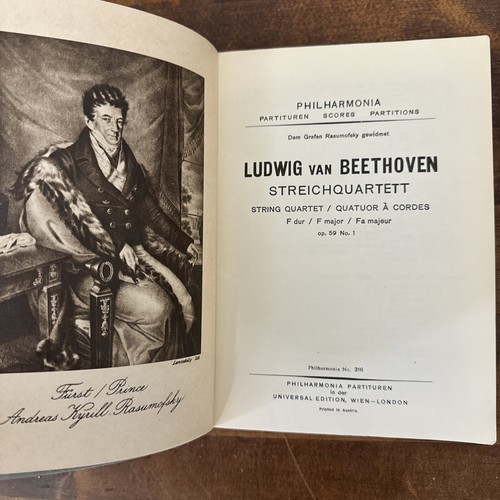 Fürst / Prince
Andreas Kyrill Rasumofsky
PHILHARMONIA
PARTITUREN SCORES PARTITIONS
Dem Grafen Rasumofsky gewidmet
LUDWIG VAN BEETHOVEN
STREICHQUARTETT
STRING QUARTET / QUATUOR À CORDES
F dur / F major / Fa majeur
op. 59 No. 1
Philharmonia No.
PHILHARMONIA PARTITUREN
in der
UNIVERSAL EDITION, WIEN—LONDON
Printed in Austria